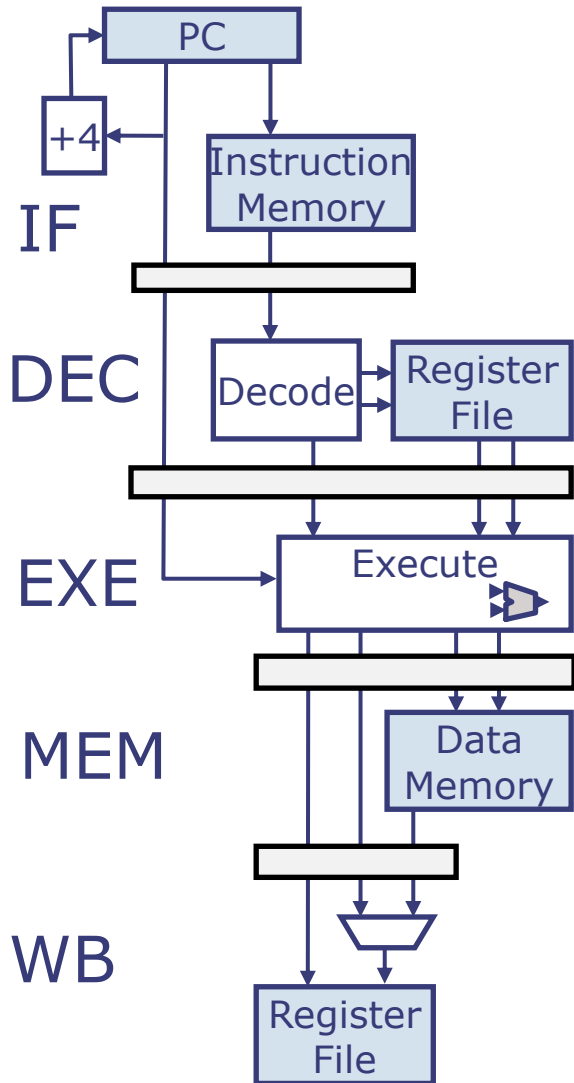 PC
+4
Instruction
Memory
IF
DEC
Decode
Register
File
EXE
Execute
MEM
Data
Memory
WB
Register
File